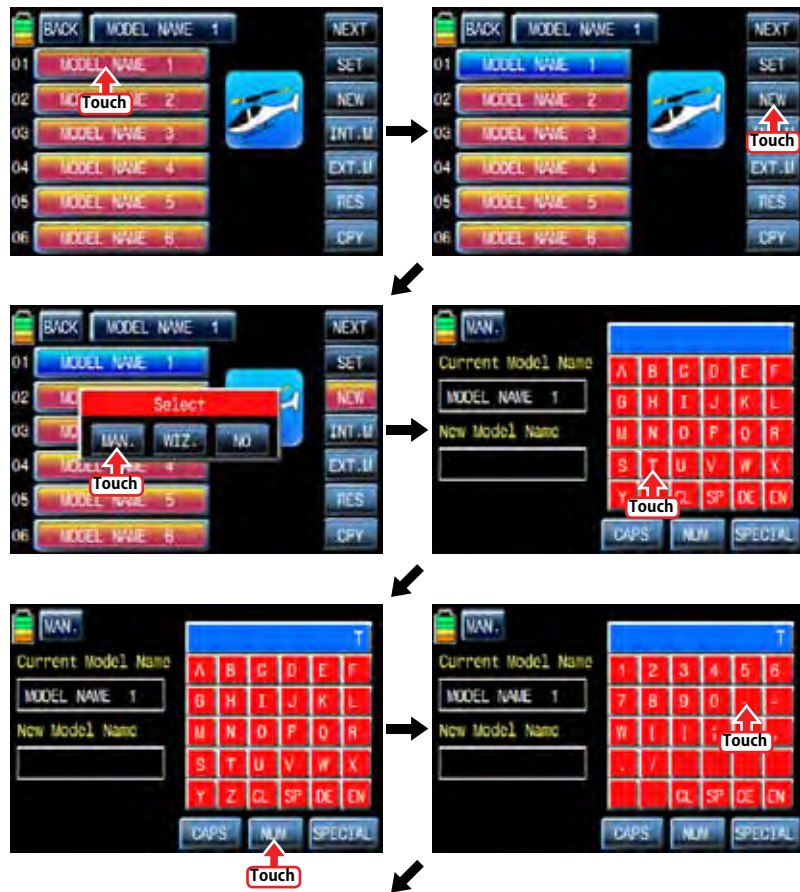 BACK MODEL NAME 1 NEXT
01 MODEL NAME 1 SET
02 MODEL NAME 2 NEW
Touch
03 MODEL NAME 3 INT.M
04 MODEL NAME 4 EXT.M
05 MODEL NAME 5 RES
06 MODEL NAME 6 CPY
BACK MODEL NAME 1 NEXT
01 MODEL NAME 1 SET
02 MODEL NAME 2 NEW
03 MODEL NAME 3
Touch
04 MODEL NAME 4 EXT.M
05 MODEL NAME 5 RES
06 MODEL NAME 6 CPY
BACK MODEL NAME 1 NEXT
01 MODEL NAME 1 SET
02 NEW
Select
03 MAN. WIZ. NO INT.M
04 EXT.M
Touch
05 MODEL NAME 5 RES
06 MODEL NAME 6 CPY
MAN.
Current Model Name
MODEL NAME 1
New Model Name
A B C D E F
G H I J K L
M N O P Q R
S T U V W X
Y CL SP DE EN
Touch
CAPS NUM SPECIAL
MAN.
Current Model Name
MODEL NAME 1
New Model Name
T
A B C D E F
G H I J K L
M N O P Q R
S T U V W X
Y Z CL SP DE EN
CAPS NUM SPECIAL
Touch
MAN.
Current Model Name
MODEL NAME 1
New Model Name
T
1 2 3 4 5 6
7 8 9 0 -
Touch
. /
CL SP DE EN
CAPS NUM SPECIAL